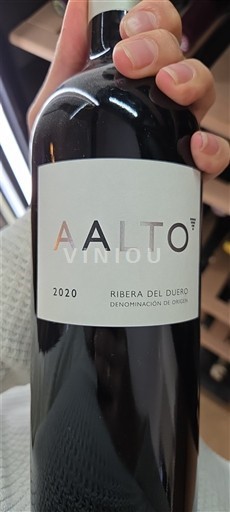 AALTO
VINIOU
2020
RIBERA DEL DUERO
DENOMINACIÓN DE ORIGEN